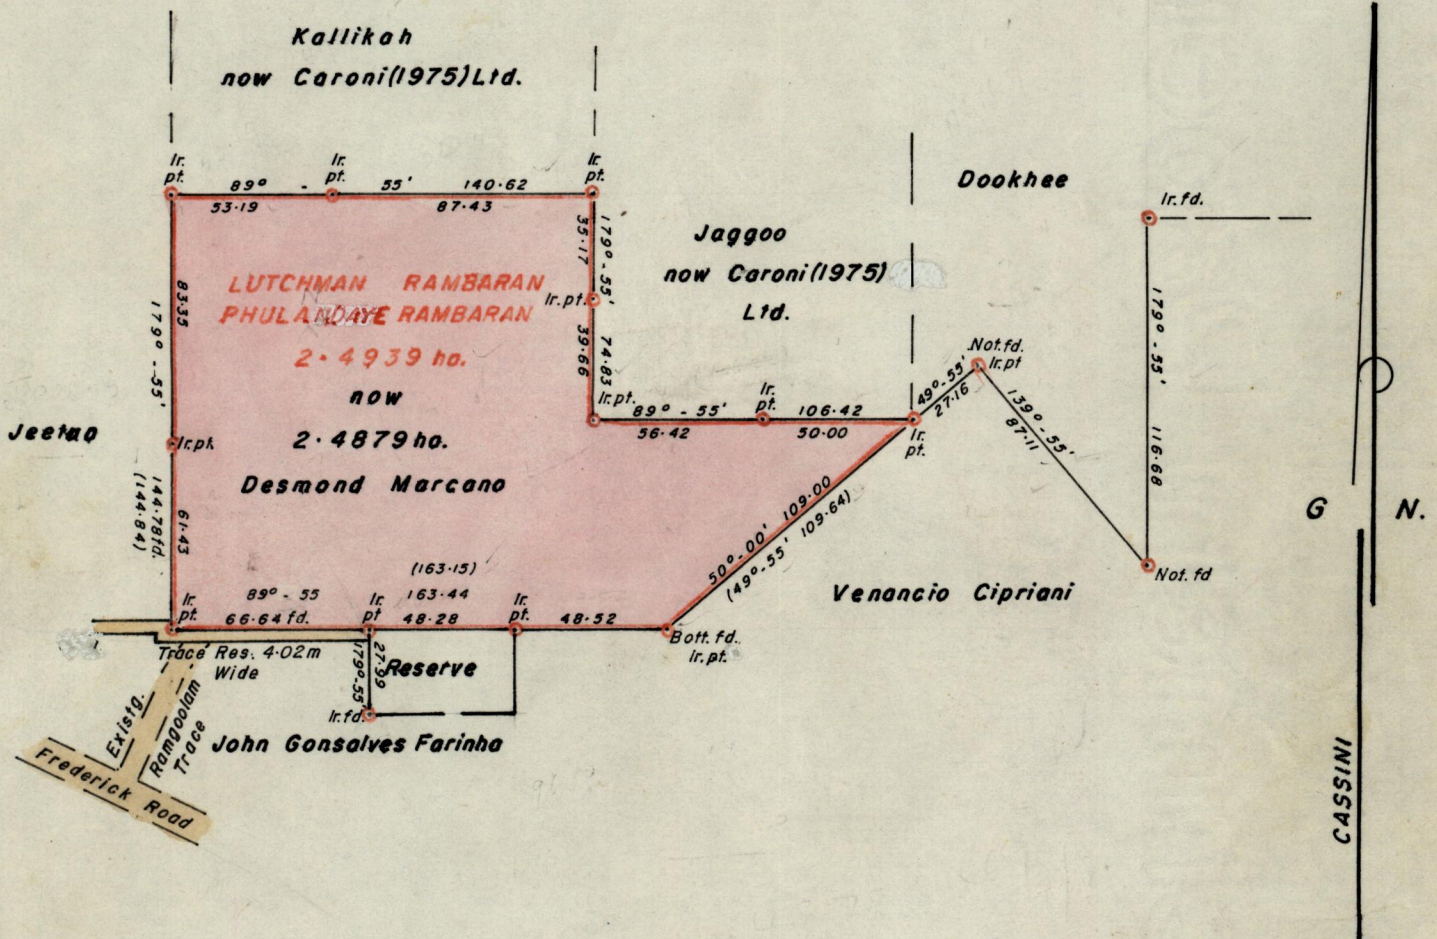 Kallikah
now Caroni(1975)Ltd.
Ir.
pt.
Ir.
pt.
Ir.
pt.
89° - 55' 140.62
53.19 87.43
Dookhee
Ir.fd.
Jaggoo
now Caroni(1975)
Ltd.
179°-55' 74.83
35.17
39.66
Ir.pt.
LUTCHMAN RAMBARAN
PHULANDAYE RAMBARAN
2.4939 ha.
now
2.4879 ha.
Desmond Marcano
83.35
179°-55'
Jeetao
Ir.pt.
61.43
144.78fd.
(144.84)
Ir.pt.
89° - 55'
Ir.
pt.
106.42
56.42
50.00
Ir.
pt.
49°-55'
27.16
Not.fd.
Ir.pt
139°-55'
87.11
179°-55' 116.68
Not. fd
50°-00' 109.00
(49°-55' 109.64)
Venancio Cipriani
G N.
CASSINI
(163.15)
89° - 55 163.44
Ir.
pt.
66.64 fd.
Ir.
pt
48.28
Ir.
pt.
48.52
Bott. fd.
Ir.pt.
Trace Res. 4.02m
Wide
27.99
179°-55'
Reserve
Ir.fd.
John Gonsalves Farinha
Existg.
Ramgoolam
Trace
Frederick Road